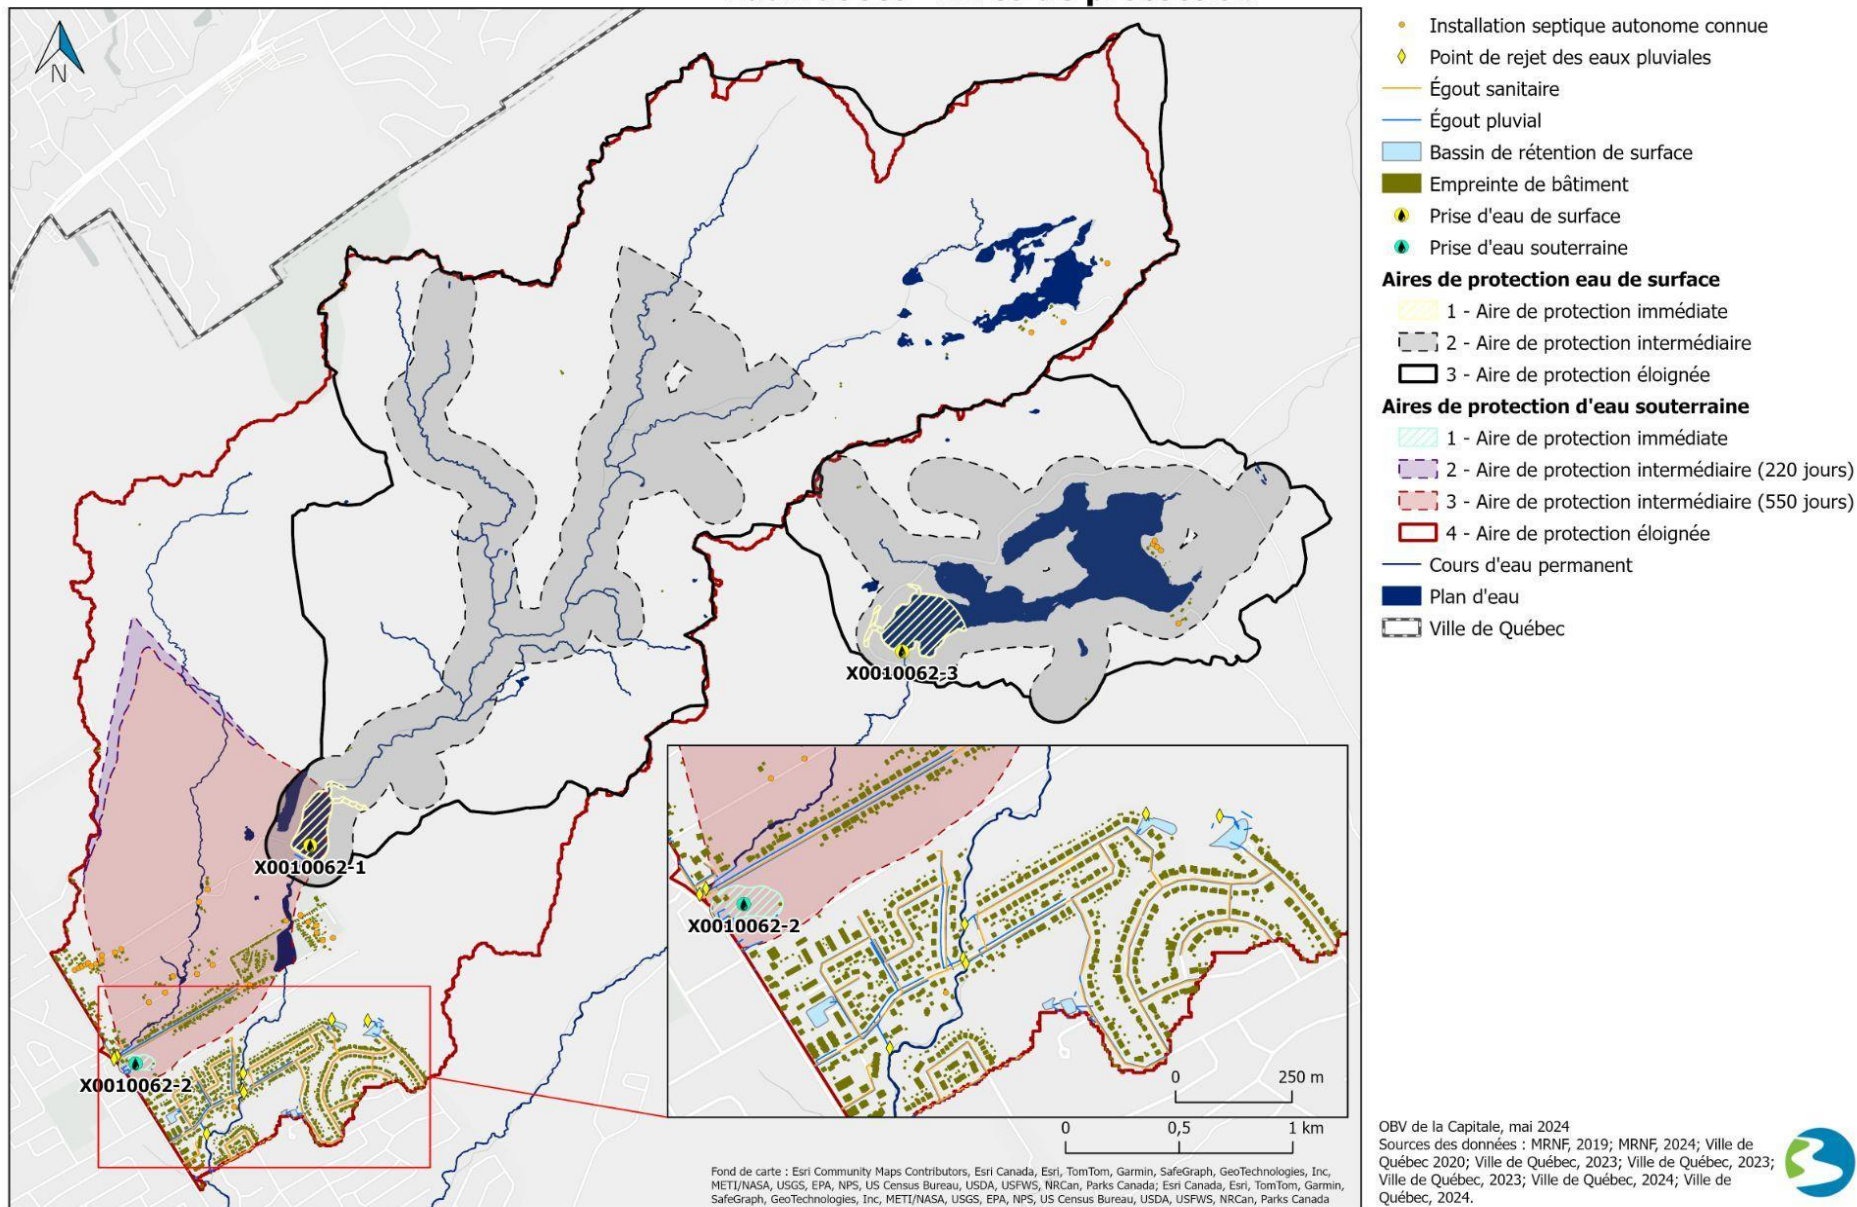 N
Installation septique autonome connue
Point de rejet des eaux pluviales
Égout sanitaire
Égout pluvial
Bassin de rétention de surface
Empreinte de bâtiment
Prise d'eau de surface
Prise d'eau souterraine
Aires de protection eau de surface
1 - Aire de protection immédiate
2 - Aire de protection intermédiaire
3 - Aire de protection éloignée
Aires de protection d'eau souterraine
1 - Aire de protection immédiate
2 - Aire de protection intermédiaire (220 jours)
3 - Aire de protection intermédiaire (550 jours)
4 - Aire de protection éloignée
Cours d'eau permanent
Plan d'eau
Ville de Québec
X0010062-3
X0010062-1
X0010062-2
X0010062-2
0 250 m
0 0,5 1 km
Fond de carte : Esri Community Maps Contributors, Esri Canada, Esri, TomTom, Garmin, SafeGraph, GeoTechnologies, Inc,
METI/NASA, USGS, EPA, NPS, US Census Bureau, USDA, USFWS, NRCan, Parks Canada; Esri Canada, Esri, TomTom, Garmin,
SafeGraph, GeoTechnologies, Inc, METI/NASA, USGS, EPA, NPS, US Census Bureau, USDA, USFWS, NRCan, Parks Canada
OBV de la Capitale, mai 2024
Sources des données : MRNF, 2019; MRNF, 2024; Ville de
Québec 2020; Ville de Québec, 2023; Ville de Québec, 2023;
Ville de Québec, 2023; Ville de Québec, 2024; Ville de
Québec, 2024.